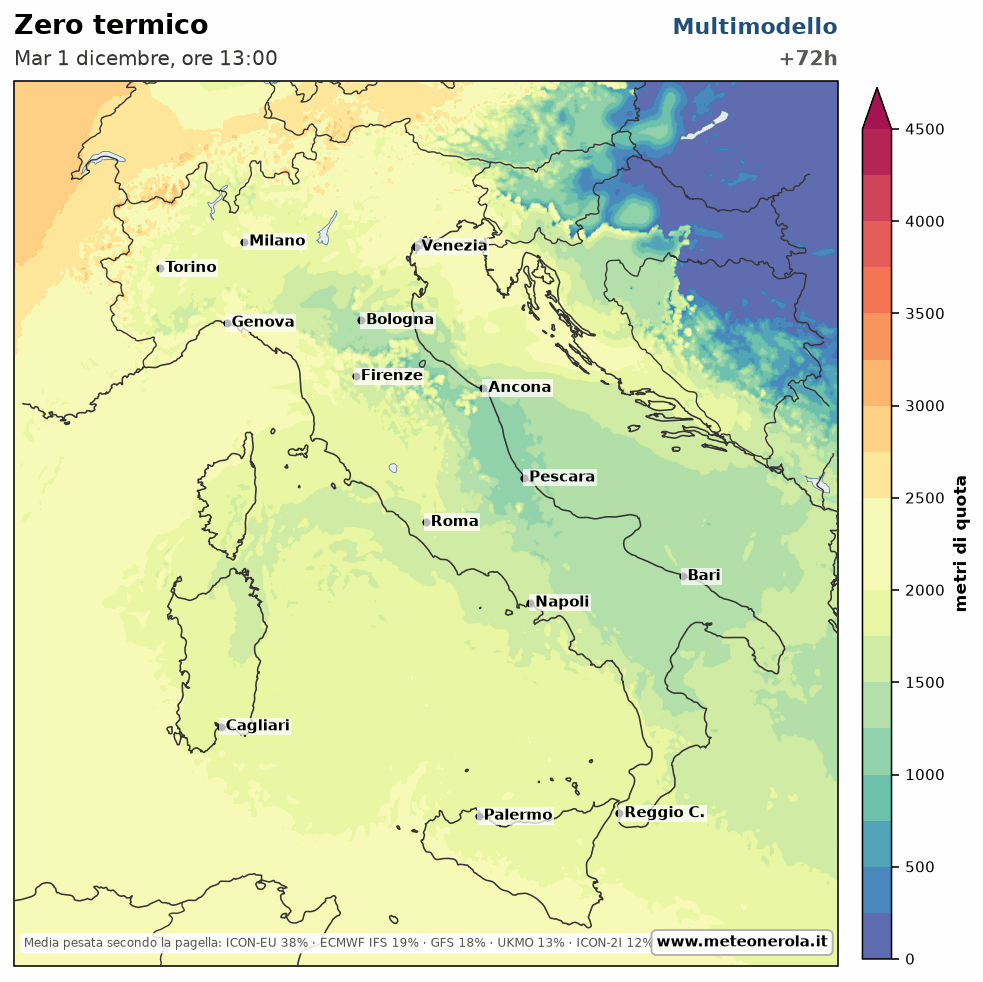 Zero termico
Multimodello
Mar 1 dicembre, ore 13:00
+72h
4500
4000
3500
3000
2500
2000
1500
1000
500
0
metri di quota
Milano
Venezia
Torino
Genova
Bologna
Firenze
Ancona
Pescara
Roma
Bari
Napoli
Cagliari
Palermo
Reggio C.
Media pesata secondo la pagella: ICON-EU 38% · ECMWF IFS 19% · GFS 18% · UKMO 13% · ICON-2I 12%
www.meteonerola.it